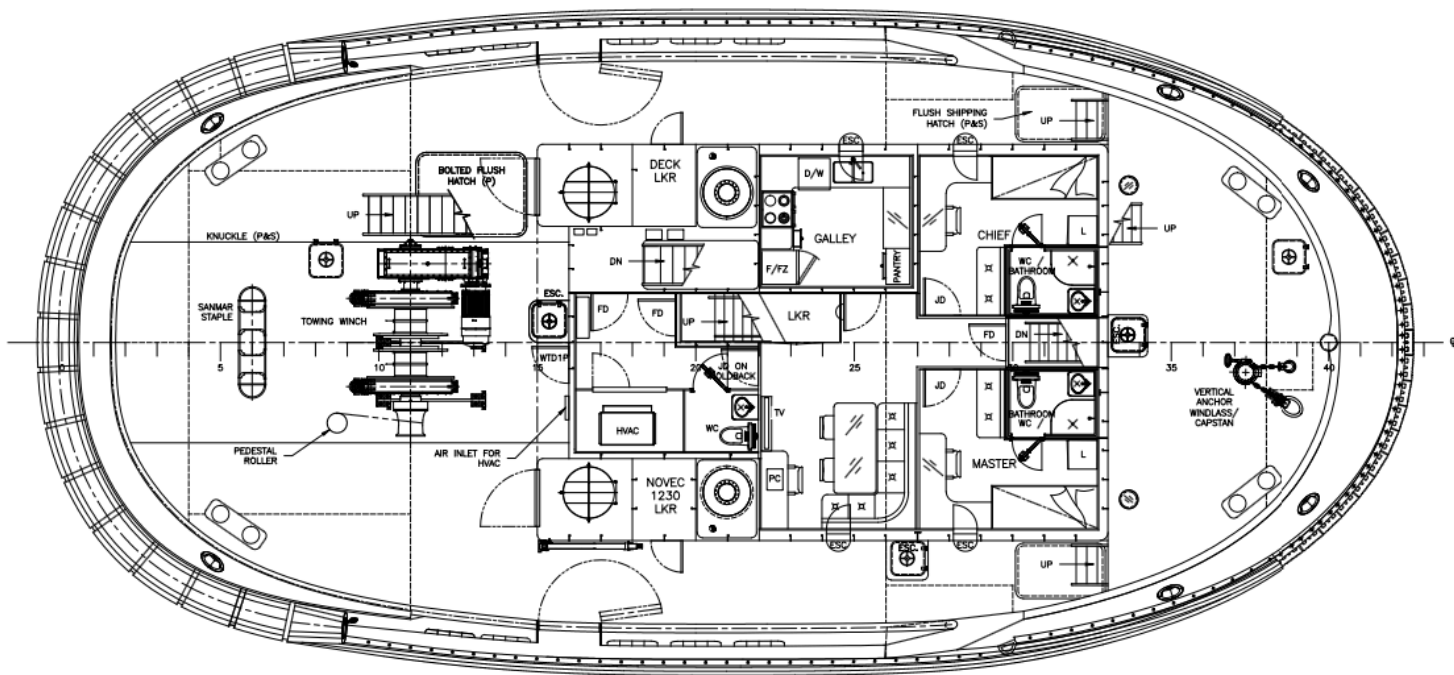 FLUSH SHIPPING
HATCH (P&S)
UP
ESC
ESC
D/W
DECK
LKR
BOLTED FLUSH
HATCH (P)
UP
KNUCKLE (P&S)
GALLEY
CHIEF
L
UP
PANTRY
WC
BATHROOM
DN
F/FZ
ESC.
SANMAR
STAPLE
TOWING WINCH
FD
FD
UP
LKR
JD
FD
DN
ESC.
WTD1P
JD ON
HOLDBACK
0
5
10
15
20
25
35
40
JD
TV
BATHROOM
WC
VERTICAL
ANCHOR
WINDLASS/
CAPSTAN
HVAC
WC
PEDESTAL
ROLLER
AIR INLET FOR
HVAC
MASTER
L
NOVEC
1230
LKR
PC
ESC
ESC
ESC.
UP